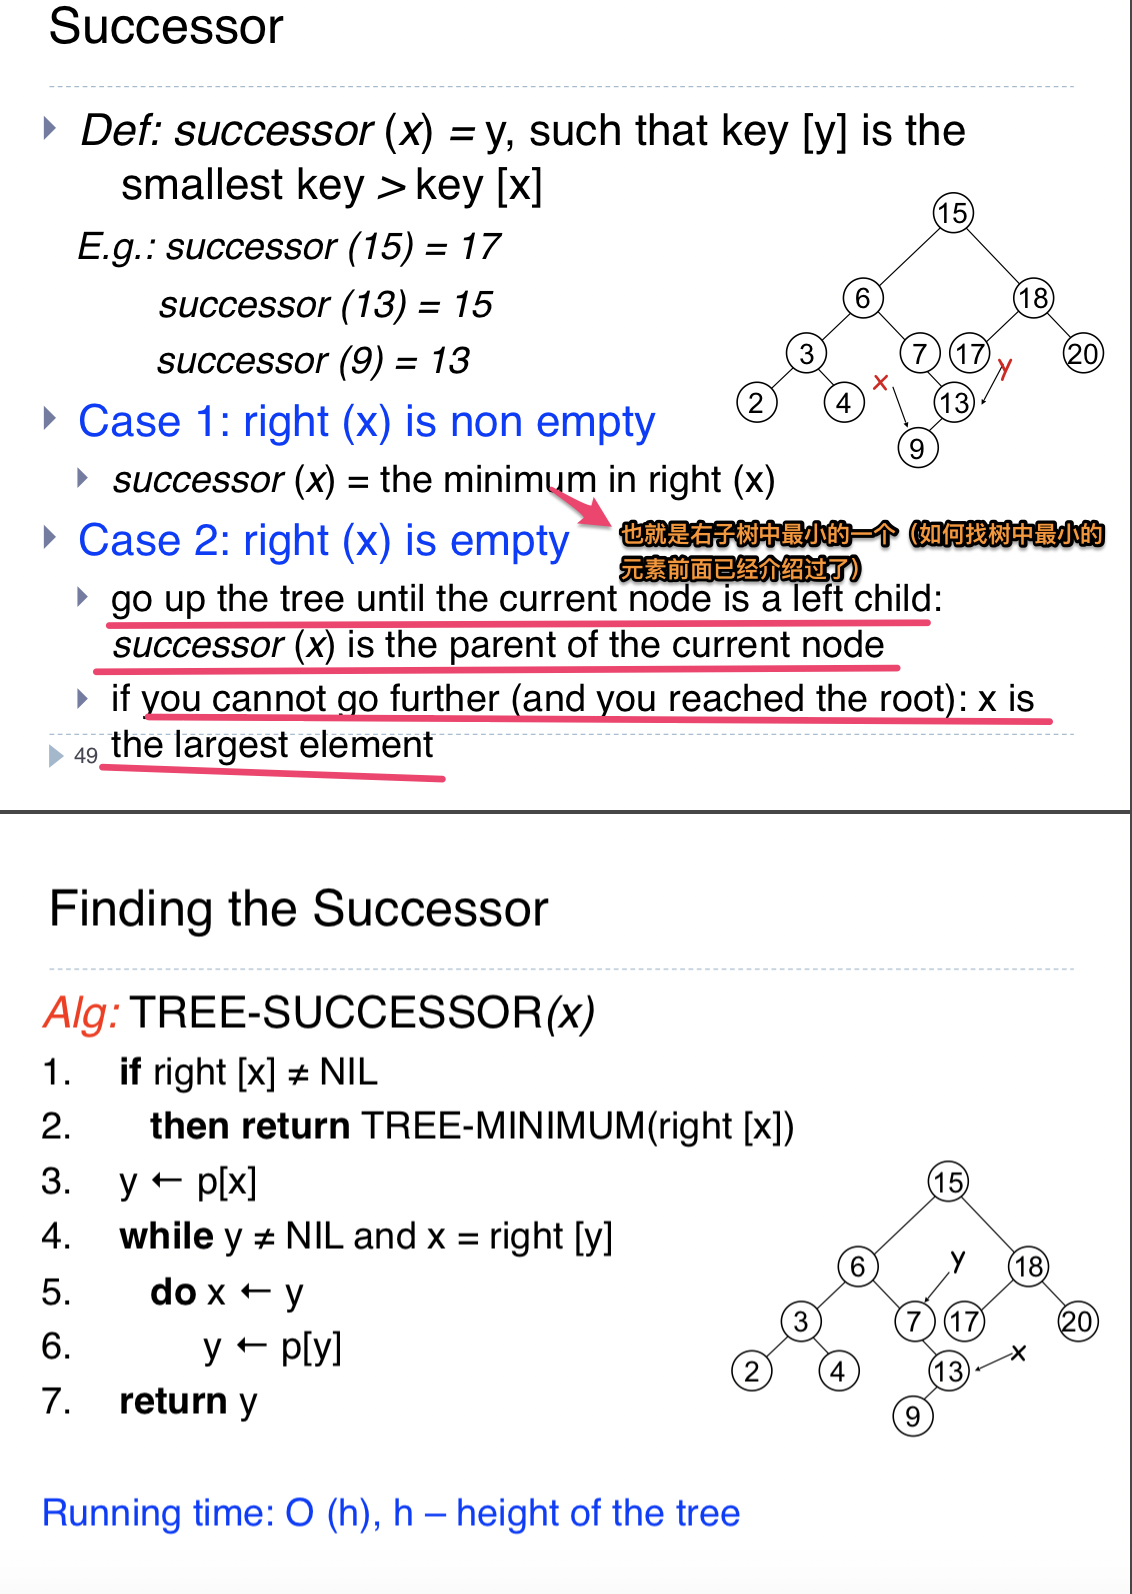 Successor
Def: successor (x) = y, such that key [y] is the
smallest key > key [x]
E.g.: successor (15) = 17
successor (13) = 15
successor (9) = 13
Case 1: right (x) is non empty
successor (x) = the minimum in right (x)
也就是右子树中最小的一个（如何找树中最小的
元素前面已经介绍过了）
Case 2: right (x) is empty
go up the tree until the current node is a left child:
successor (x) is the parent of the current node
if you cannot go further (and you reached the root): x is
the largest element
49
15
6
18
3
7
17
20
y
x
2
4
13
9
Finding the Successor
Alg: TREE-SUCCESSOR(x)
1. if right [x] ≠ NIL
2. then return TREE-MINIMUM(right [x])
3. y ← p[x]
4. while y ≠ NIL and x = right [y]
5. do x ← y
6. y ← p[y]
7. return y
15
6
y
18
3
7
17
20
x
2
4
13
9
Running time: O (h), h – height of the tree